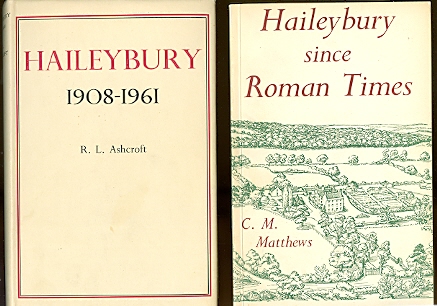 HAILEYBURY
1908-1961
R. L. Ashcroft
Haileybury
since
Roman Times
C. M.
Matthews